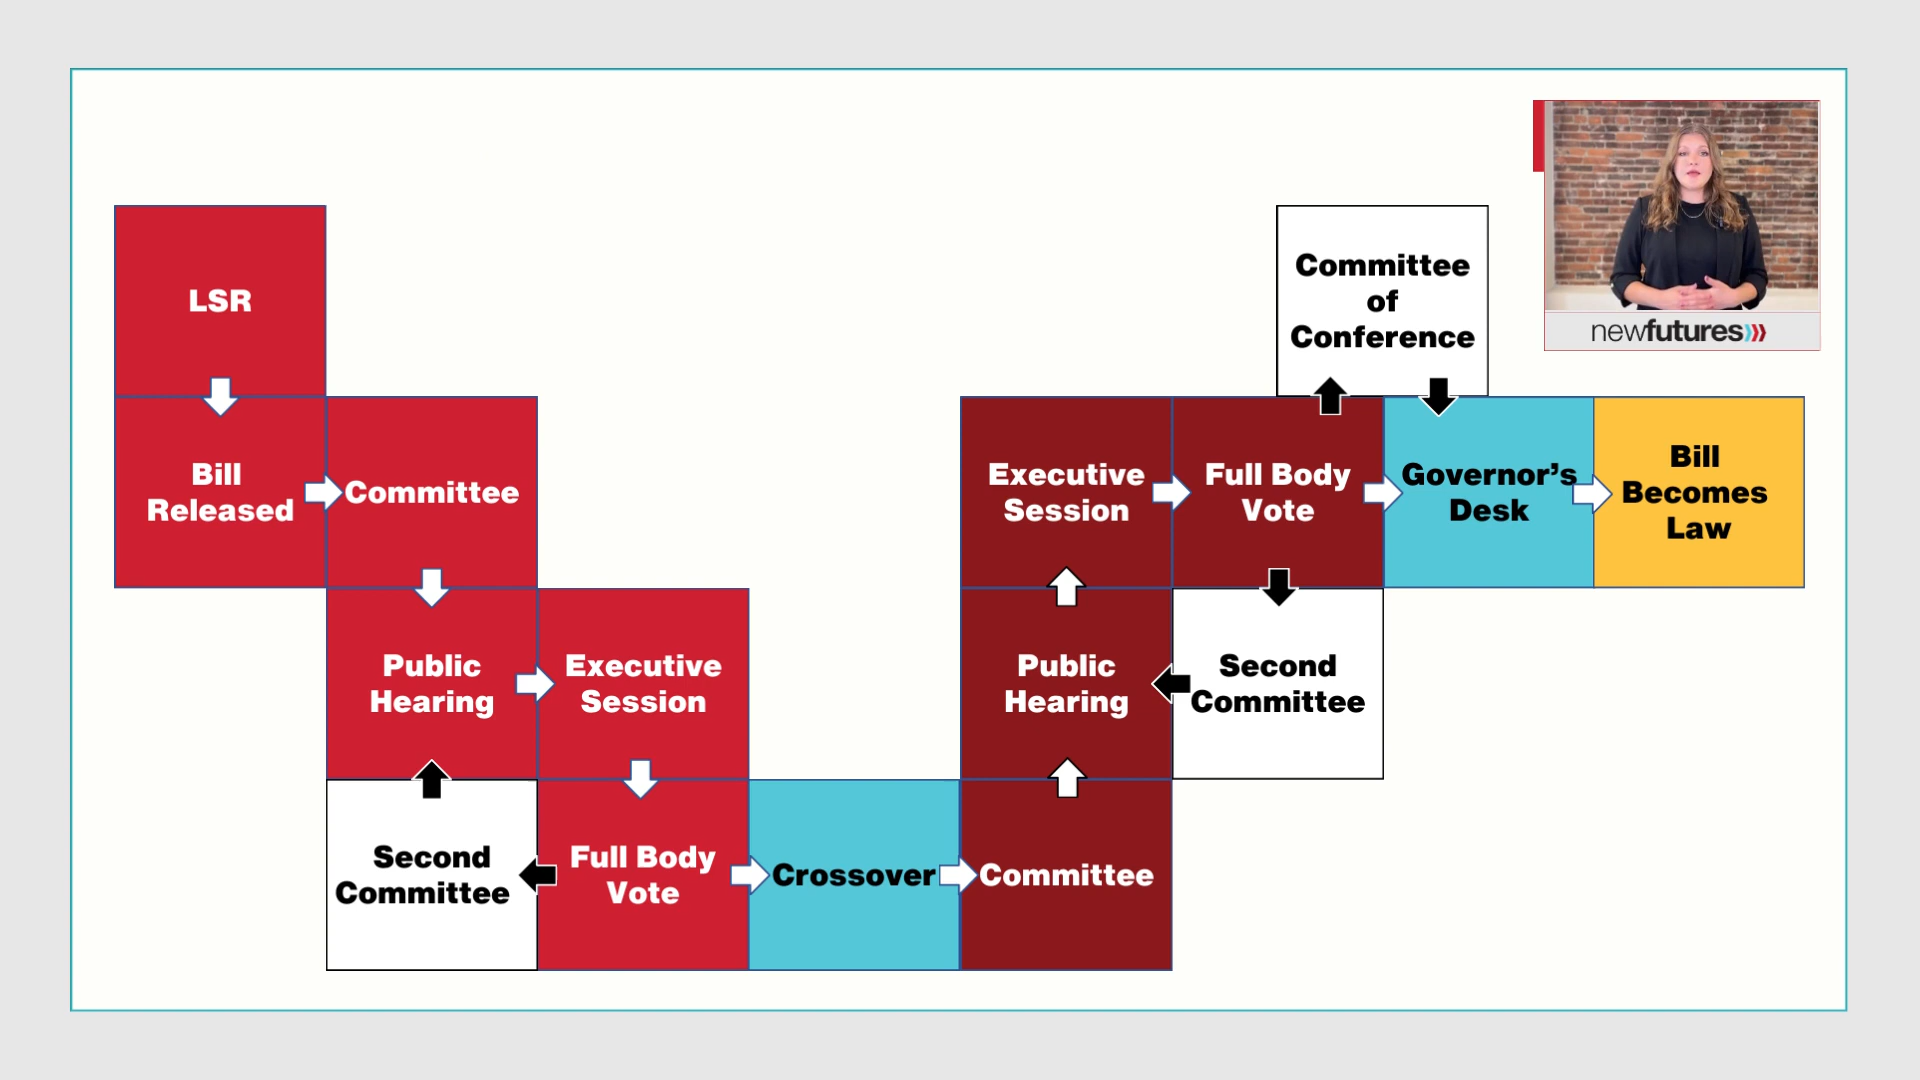 LSR
Bill
Released
Committee
Public
Hearing
Executive
Session
Second
Committee
Full Body
Vote
Crossover
Committee
Public
Hearing
Executive
Session
Full Body
Vote
Second
Committee
Committee
of
Conference
Governor's
Desk
Bill
Becomes
Law
newfutures